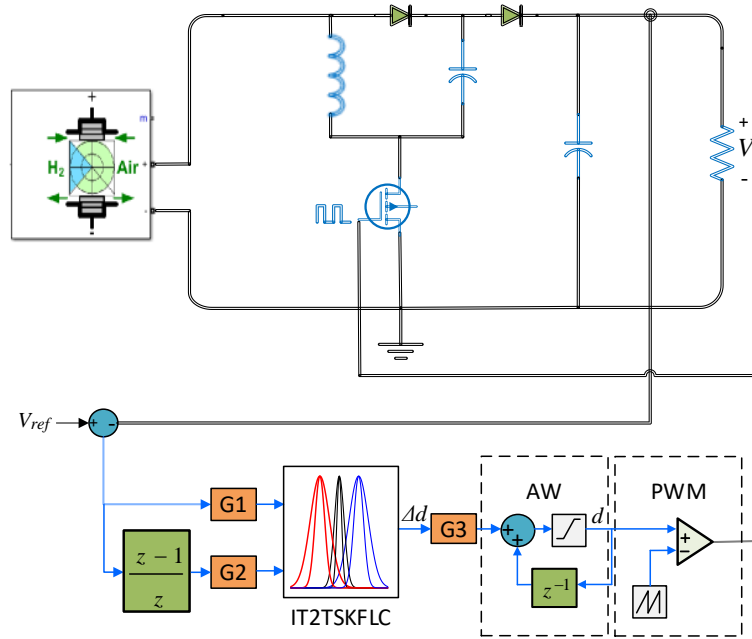 +
m
H2 Air
+
-
-
+
V
-
Vref
+ -
G1
z − 1
z
G2
IT2TSKFLC
Δd
G3
AW
+
+
d
z⁻¹
PWM
+
−